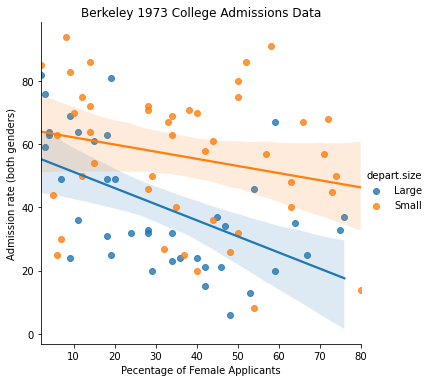 Berkeley 1973 College Admissions Data
Admission rate (both genders)
80
60
40
20
0
10
20
30
40
50
60
70
80
Pecentage of Female Applicants
depart.size
Large
Small